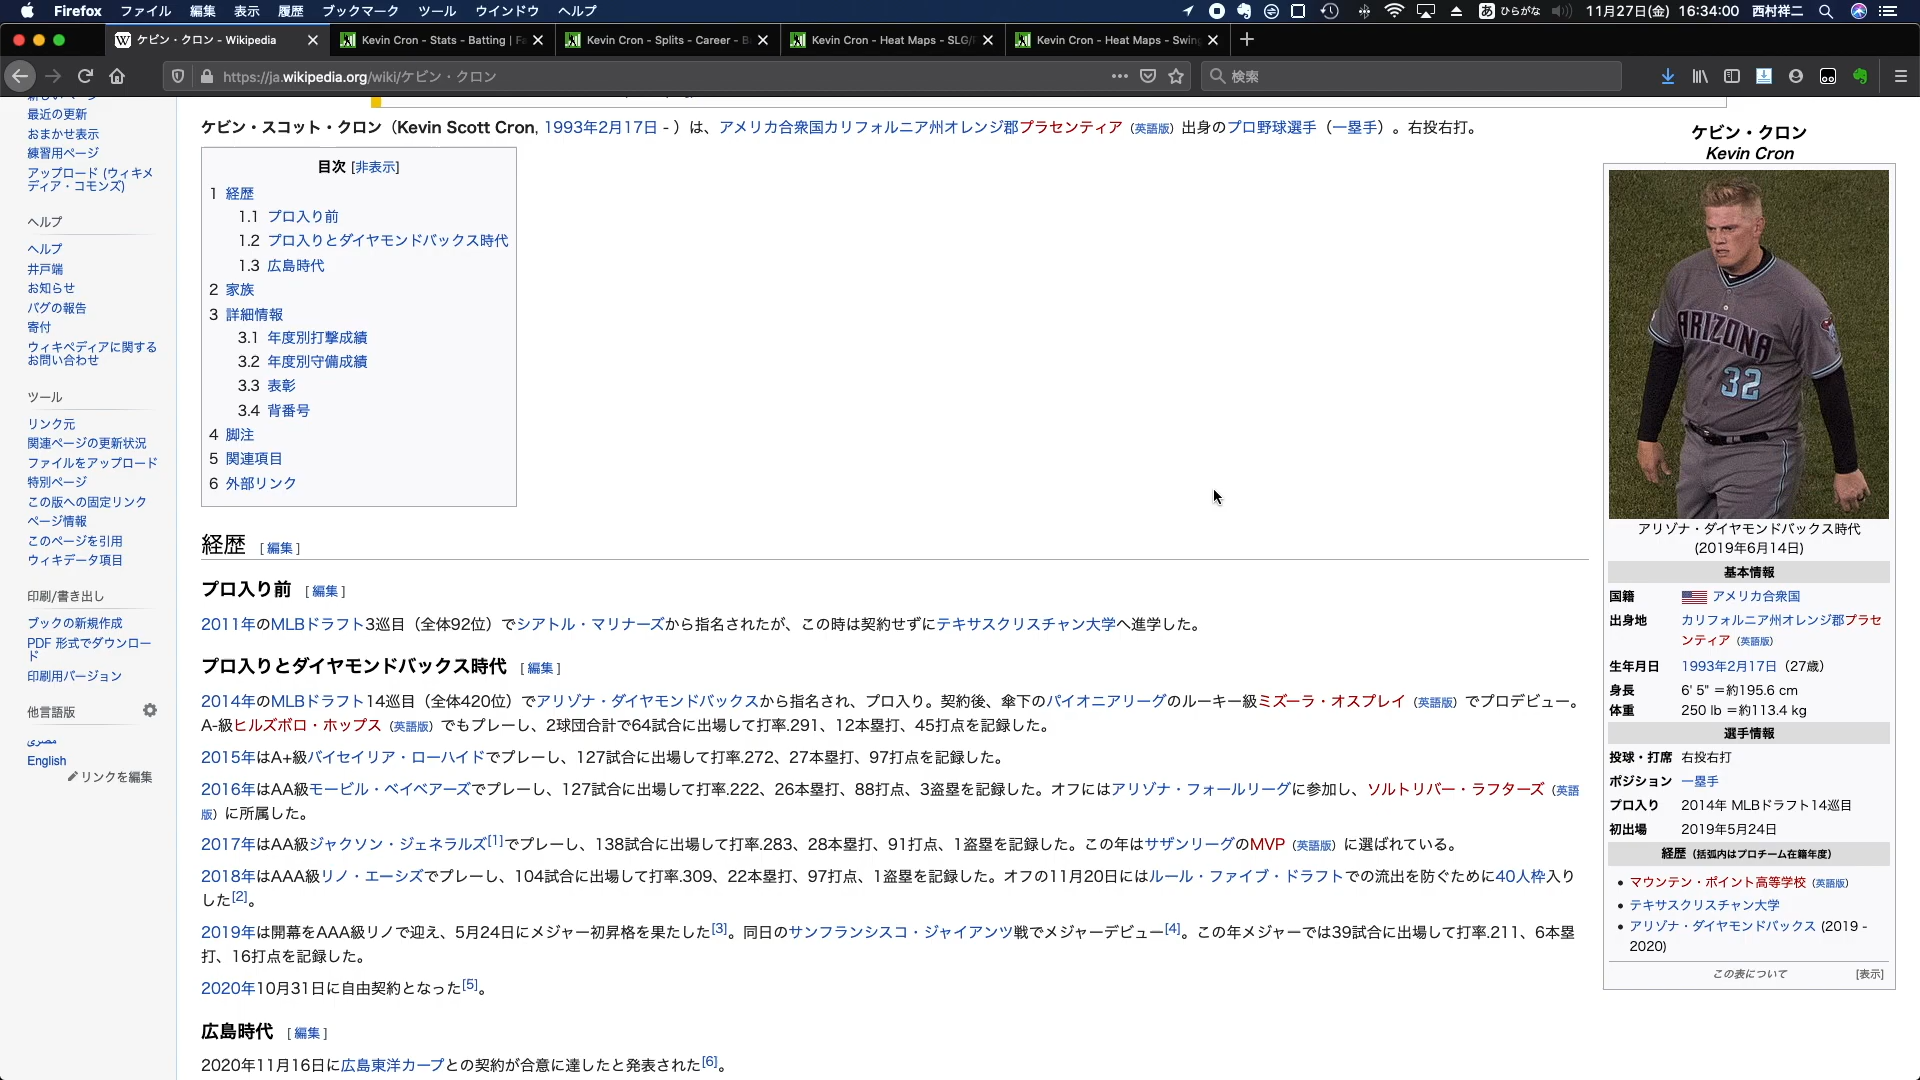 Firefox ファイル 編集 表示 履歴 ブックマーク ツール ウインドウ ヘルプ
あ ひらがな 11月27日(金) 16:34:00 西村祥二
ケビン・クロン - Wikipedia
Kevin Cron - Stats - Batting | Fa
Kevin Cron - Splits - Career - B
Kevin Cron - Heat Maps - SLG/
Kevin Cron - Heat Maps - Swin
https://ja.wikipedia.org/wiki/ケビン・クロン
検索
最近の更新
おまかせ表示
練習用ページ
アップロード (ウィキメ
ディア・コモンズ)
ヘルプ
ヘルプ
井戸端
お知らせ
バグの報告
寄付
ウィキペディアに関する
お問い合わせ
ツール
リンク元
関連ページの更新状況
ファイルをアップロード
特別ページ
この版への固定リンク
ページ情報
このページを引用
ウィキデータ項目
印刷/書き出し
ブックの新規作成
PDF 形式でダウンロー
ド
印刷用バージョン
他言語版
مصرى
English
リンクを編集
ケビン・スコット・クロン（Kevin Scott Cron, 1993年2月17日 - ）は、アメリカ合衆国カリフォルニア州オレンジ郡プラセンティア（英語版）出身のプロ野球選手（一塁手）。右投右打。
目次 [非表示]
1 経歴
1.1 プロ入り前
1.2 プロ入りとダイヤモンドバックス時代
1.3 広島時代
2 家族
3 詳細情報
3.1 年度別打撃成績
3.2 年度別守備成績
3.3 表彰
3.4 背番号
4 脚注
5 関連項目
6 外部リンク
経歴 [編集]
プロ入り前 [編集]
2011年のMLBドラフト3巡目（全体92位）でシアトル・マリナーズから指名されたが、この時は契約せずにテキサスクリスチャン大学へ進学した。
プロ入りとダイヤモンドバックス時代 [編集]
2014年のMLBドラフト14巡目（全体420位）でアリゾナ・ダイヤモンドバックスから指名され、プロ入り。契約後、傘下のパイオニアリーグのルーキー級ミズーラ・オスプレイ（英語版）でプロデビュー。
A-級ヒルズボロ・ホップス（英語版）でもプレーし、2球団合計で64試合に出場して打率.291、12本塁打、45打点を記録した。
2015年はA+級バイセイリア・ローハイドでプレーし、127試合に出場して打率.272、27本塁打、97打点を記録した。
2016年はAA級モービル・ベイベアーズでプレーし、127試合に出場して打率.222、26本塁打、88打点、3盗塁を記録した。オフにはアリゾナ・フォールリーグに参加し、ソルトリバー・ラフターズ（英語
版）に所属した。
2017年はAA級ジャクソン・ジェネラルズ[1]でプレーし、138試合に出場して打率.283、28本塁打、91打点、1盗塁を記録した。この年はサザンリーグのMVP（英語版）に選ばれている。
2018年はAAA級リノ・エーシズでプレーし、104試合に出場して打率.309、22本塁打、97打点、1盗塁を記録した。オフの11月20日にはルール・ファイブ・ドラフトでの流出を防ぐために40人枠入り
した[2]。
2019年は開幕をAAA級リノで迎え、5月24日にメジャー初昇格を果たした[3]。同日のサンフランシスコ・ジャイアンツ戦でメジャーデビュー[4]。この年メジャーでは39試合に出場して打率.211、6本塁
打、16打点を記録した。
2020年10月31日に自由契約となった[5]。
広島時代 [編集]
2020年11月16日に広島東洋カープとの契約が合意に達したと発表された[6]。
ケビン・クロン
Kevin Cron
ARIZONA
32
アリゾナ・ダイヤモンドバックス時代
(2019年6月14日)
基本情報
国籍 アメリカ合衆国
出身地 カリフォルニア州オレンジ郡プラセ
ンティア（英語版）
生年月日 1993年2月17日（27歳）
身長 6' 5" =約195.6 cm
体重 250 lb =約113.4 kg
選手情報
投球・打席 右投右打
ポジション 一塁手
プロ入り 2014年 MLBドラフト14巡目
初出場 2019年5月24日
経歴（括弧内はプロチーム在籍年度）
マウンテン・ポイント高等学校（英語版）
テキサスクリスチャン大学
アリゾナ・ダイヤモンドバックス (2019 -
2020)
この表について [表示]